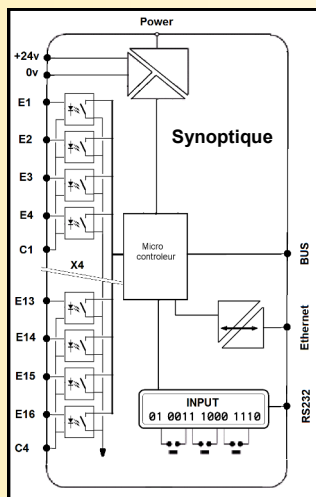 Power
+24v
0v
E1
Synoptique
E2
E3
E4
Micro
controleur
C1
BUS
X4
E13
Ethernet
E14
E15
INPUT
RS232
01 0011 1000 1110
E16
C4